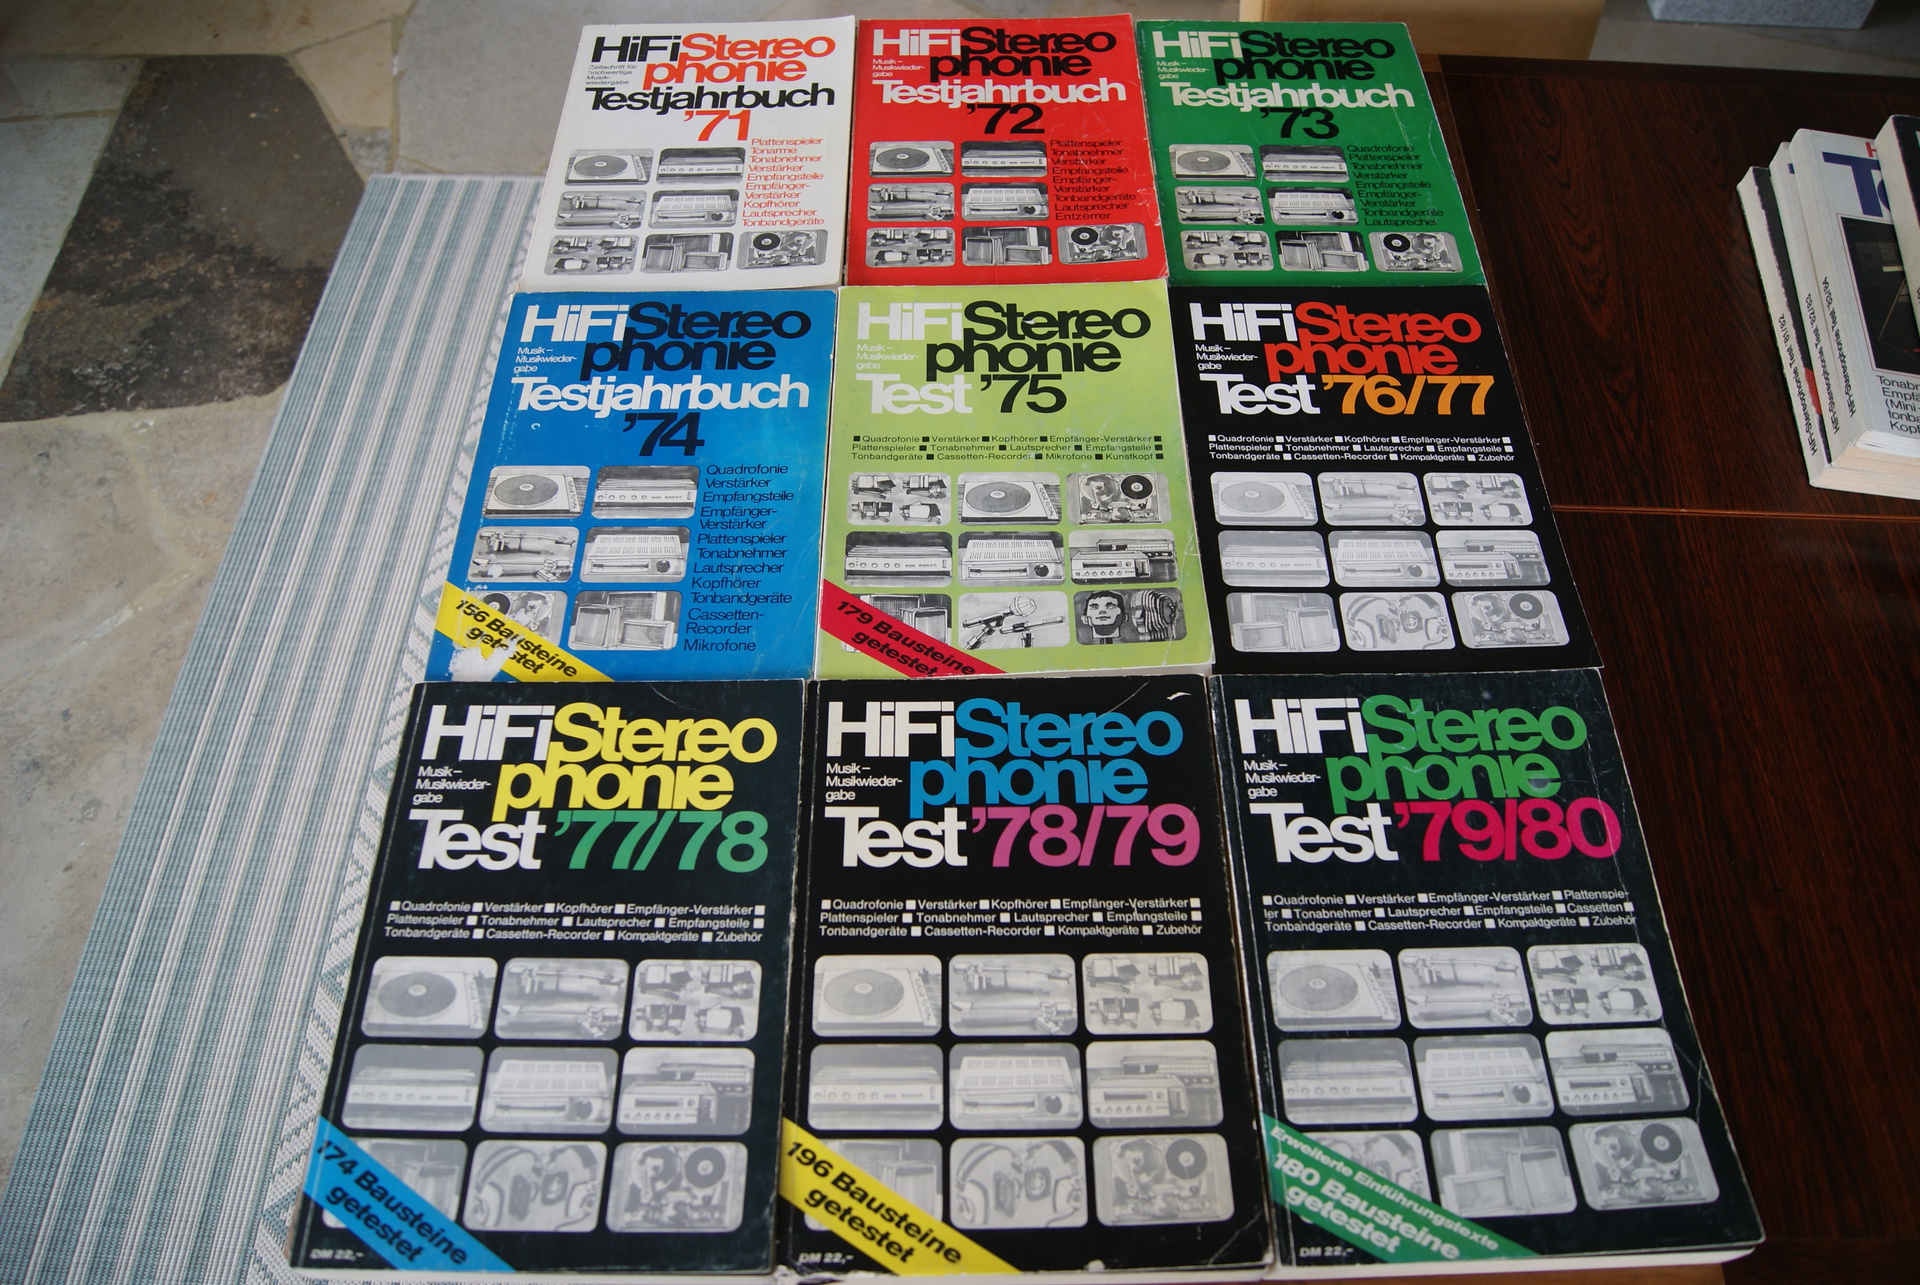 HiFi Stereo
phonie
Zeitschrift für
hochwertige
Musik-
wiedergabe
Testjahrbuch
'71
Plattenspieler
Tonarme
Tonabnehmer
Verstärker
Empfangsteile
Empfänger-
Verstärker
Kopfhörer
Lautsprecher
Tonbandgeräte
HiFi Stereo
phonie
Musik –
Musikwieder-
gabe
Testjahrbuch
'72
Plattenspieler
Tonabnehmer
Verstärker
Empfangsteile
Empfänger-
Verstärker
Tonbandgeräte
Lautsprecher
Entzerrer
HiFi Stereo
phonie
Musik –
Musikwieder-
gabe
Testjahrbuch
'73
Quadrofonie
Plattenspieler
Tonabnehmer
Verstärker
Empfangsteile
Empfänger-
Verstärker
Tonbandgeräte
Lautsprecher
HiFi Stereo
phonie
Musik –
Musikwieder-
gabe
Testjahrbuch
'74
Quadrofonie
Verstärker
Empfangsteile
Empfänger-
Verstärker
Plattenspieler
Tonabnehmer
Lautsprecher
Kopfhörer
Tonbandgeräte
Cassetten-
Recorder
Mikrofone
156 Bausteine
getestet
HiFi Stereo
phonie
Musik –
Musikwieder-
gabe
Test '75
■ Quadrofonie ■ Verstärker ■ Kopfhörer ■ Empfänger-Verstärker ■
Plattenspieler ■ Tonabnehmer ■ Lautsprecher ■ Empfangsteile ■
Tonbandgeräte ■ Cassetten-Recorder ■ Mikrofone ■ Kunstkopf ■
179 Bausteine
getestet
HiFi Stereo
phonie
Musik –
Musikwieder-
gabe
Test '76/77
■ Quadrofonie ■ Verstärker ■ Kopfhörer ■ Empfänger-Verstärker ■
Plattenspieler ■ Tonabnehmer ■ Lautsprecher ■ Empfangsteile ■
Tonbandgeräte ■ Cassetten-Recorder ■ Kompaktgeräte ■ Zubehör
HiFi Stereo
phonie
Musik –
Musikwieder-
gabe
Test '77/78
■ Quadrofonie ■ Verstärker ■ Kopfhörer ■ Empfänger-Verstärker ■
Plattenspieler ■ Tonabnehmer ■ Lautsprecher ■ Empfangsteile ■
Tonbandgeräte ■ Cassetten-Recorder ■ Kompaktgeräte ■ Zubehör
174 Bausteine
getestet
DM 22,-
HiFi Stereo
phonie
Musik –
Musikwieder-
gabe
Test '78/79
■ Quadrofonie ■ Verstärker ■ Kopfhörer ■ Empfänger-Verstärker ■
Plattenspieler ■ Tonabnehmer ■ Lautsprecher ■ Empfangsteile ■
Tonbandgeräte ■ Cassetten-Recorder ■ Kompaktgeräte ■ Zubehör
196 Bausteine
getestet
DM 22,-
HiFi Stereo
phonie
Musik –
Musikwieder-
gabe
Test '79/80
■ Quadrofonie ■ Verstärker ■ Empfänger-Verstärker ■ Plattenspie-
ler ■ Tonabnehmer ■ Lautsprecher ■ Empfangsteile ■ Cassetten ■
Tonbandgeräte ■ Cassetten-Recorder ■ Kompaktgeräte ■ Zubehör
Erweiterte Einführungstexte
180 Bausteine
getestet
DM 22,-
HiFi-Stereophonie Test '81/82